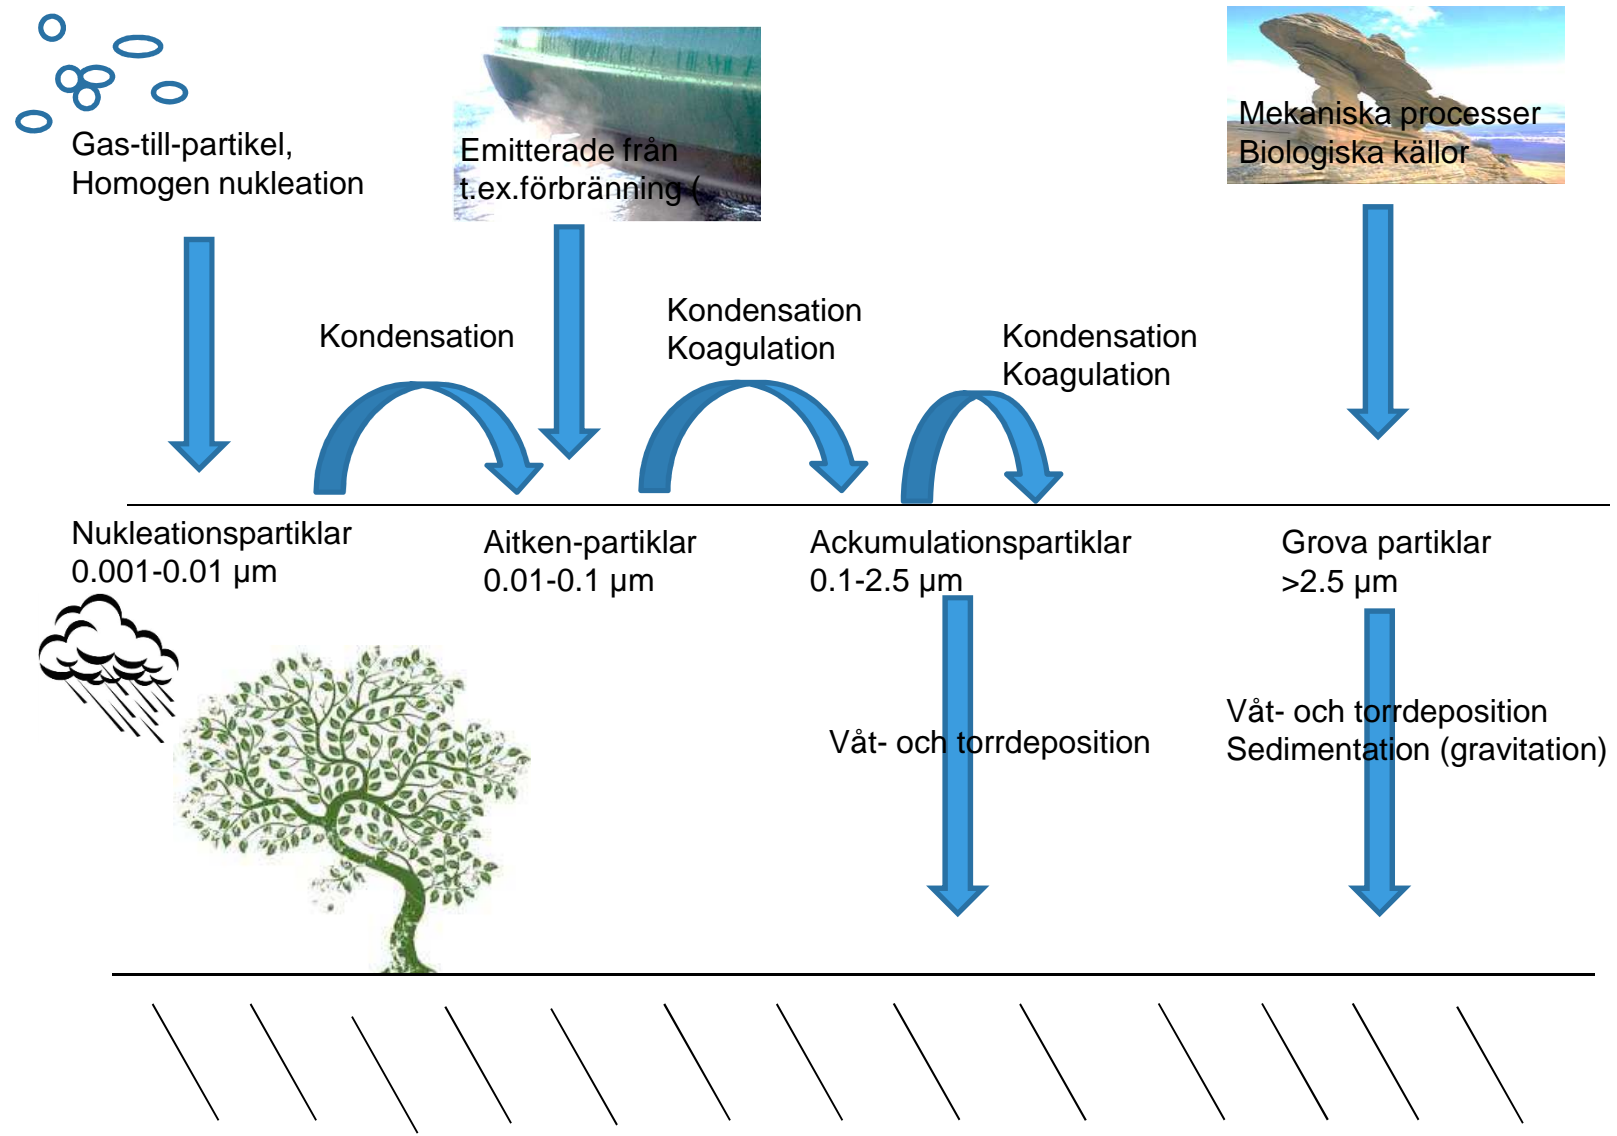 Gas-till-partikel,
Homogen nukleation
Emitterade från
t.ex.förbränning (
Mekaniska processer
Biologiska källor
Kondensation
Kondensation
Koagulation
Kondensation
Koagulation
Nukleationspartiklar
0.001-0.01 µm
Aitken-partiklar
0.01-0.1 µm
Ackumulationspartiklar
0.1-2.5 µm
Grova partiklar
>2.5 µm
Våt- och torrdeposition
Våt- och torrdeposition
Sedimentation (gravitation)